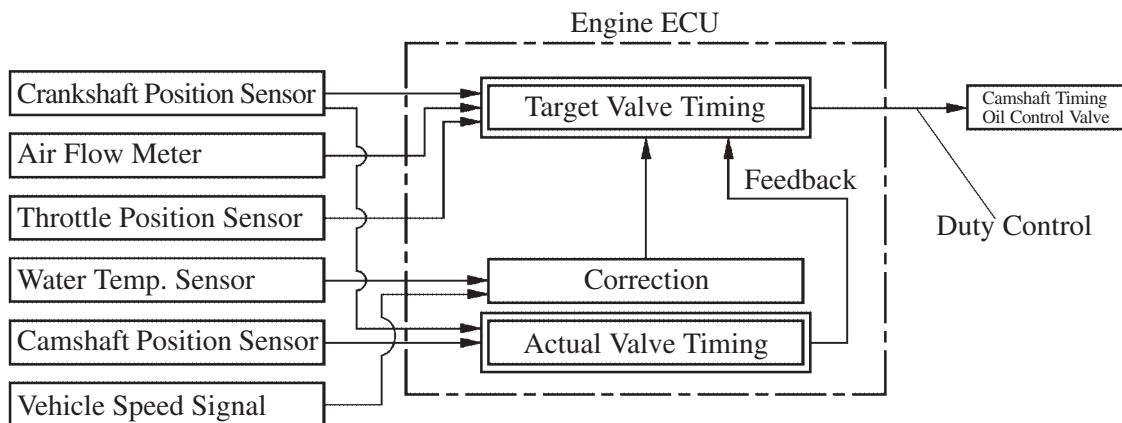 Engine ECU
Crankshaft Position Sensor
Air Flow Meter
Throttle Position Sensor
Water Temp. Sensor
Camshaft Position Sensor
Vehicle Speed Signal
Target Valve Timing
Feedback
Correction
Actual Valve Timing
Camshaft Timing
Oil Control Valve
Duty Control